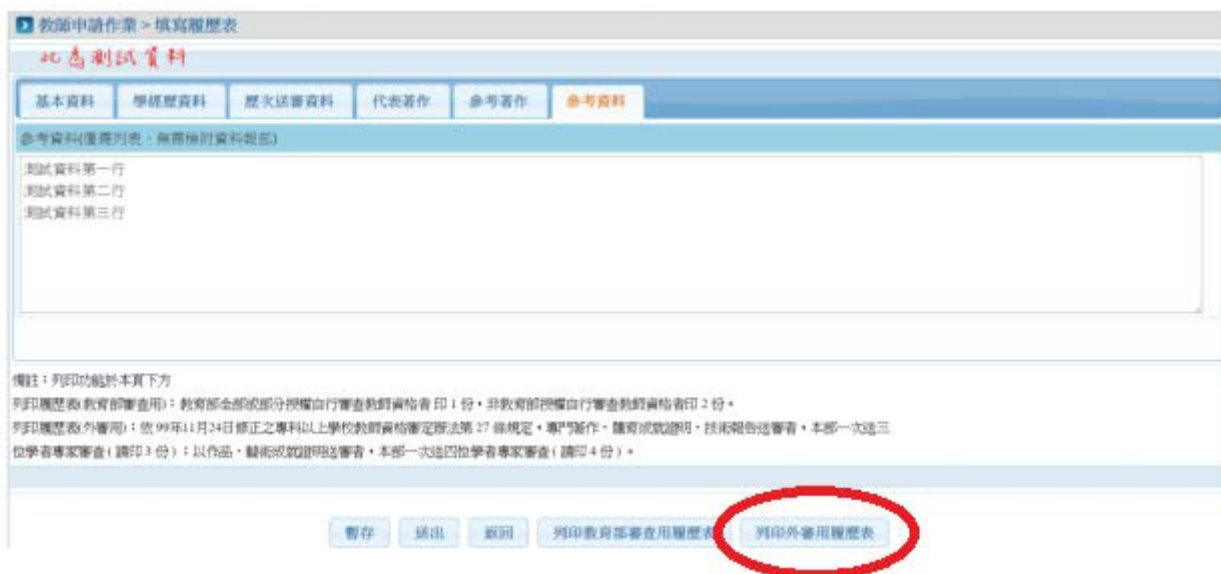 教師申請作業 > 填寫履歷表
此為測試資料
基本資料 學經歷資料 歷次送審資料 代表著作 參考著作 參考資料
參考資料(僅需列表，無需檢附資料報部)
測試資料第一行
測試資料第二行
測試資料第三行
備註：列印功能於本頁下方
列印履歷表(教育部審查用)：教育部全部或部分授權自行審查教師資格者印1份，非教育部授權自行審查教師資格者印2份。
列印履歷表(外審用)：依99年11月24日修正之專科以上學校教師資格審定辦法第27條規定，專門著作、體育成就證明、技術報告送審者，本部一次送三
位學者專家審查(請印3份)；以作品、藝術成就證明送審者，本部一次送四位學者專家審查(請印4份)。
暫存 送出 返回 列印教育部審查用履歷表 列印外審用履歷表